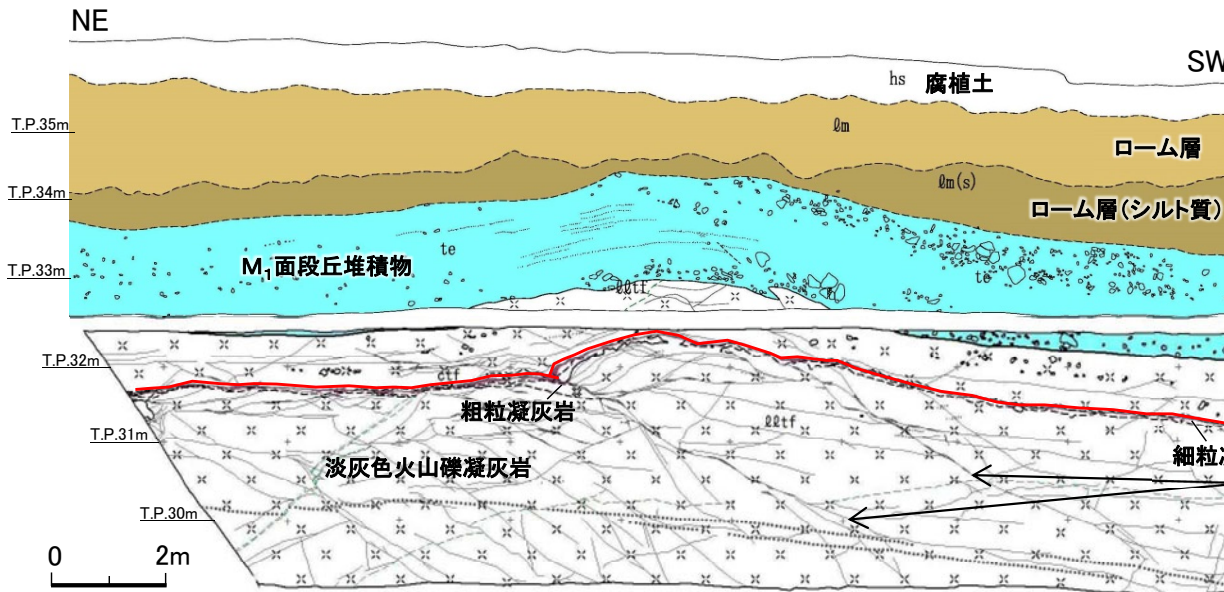 NE
SW
hs 腐植土
T.P.35m
ℓm
ローム層
T.P.34m
ℓm(s)
ローム層(シルト質)
te
M₁面段丘堆積物
te
T.P.33m
ℓℓtf
T.P.32m
ctf
粗粒凝灰岩
ℓℓtf
T.P.31m
細粒
淡灰色火山礫凝灰岩
T.P.30m
0 2m